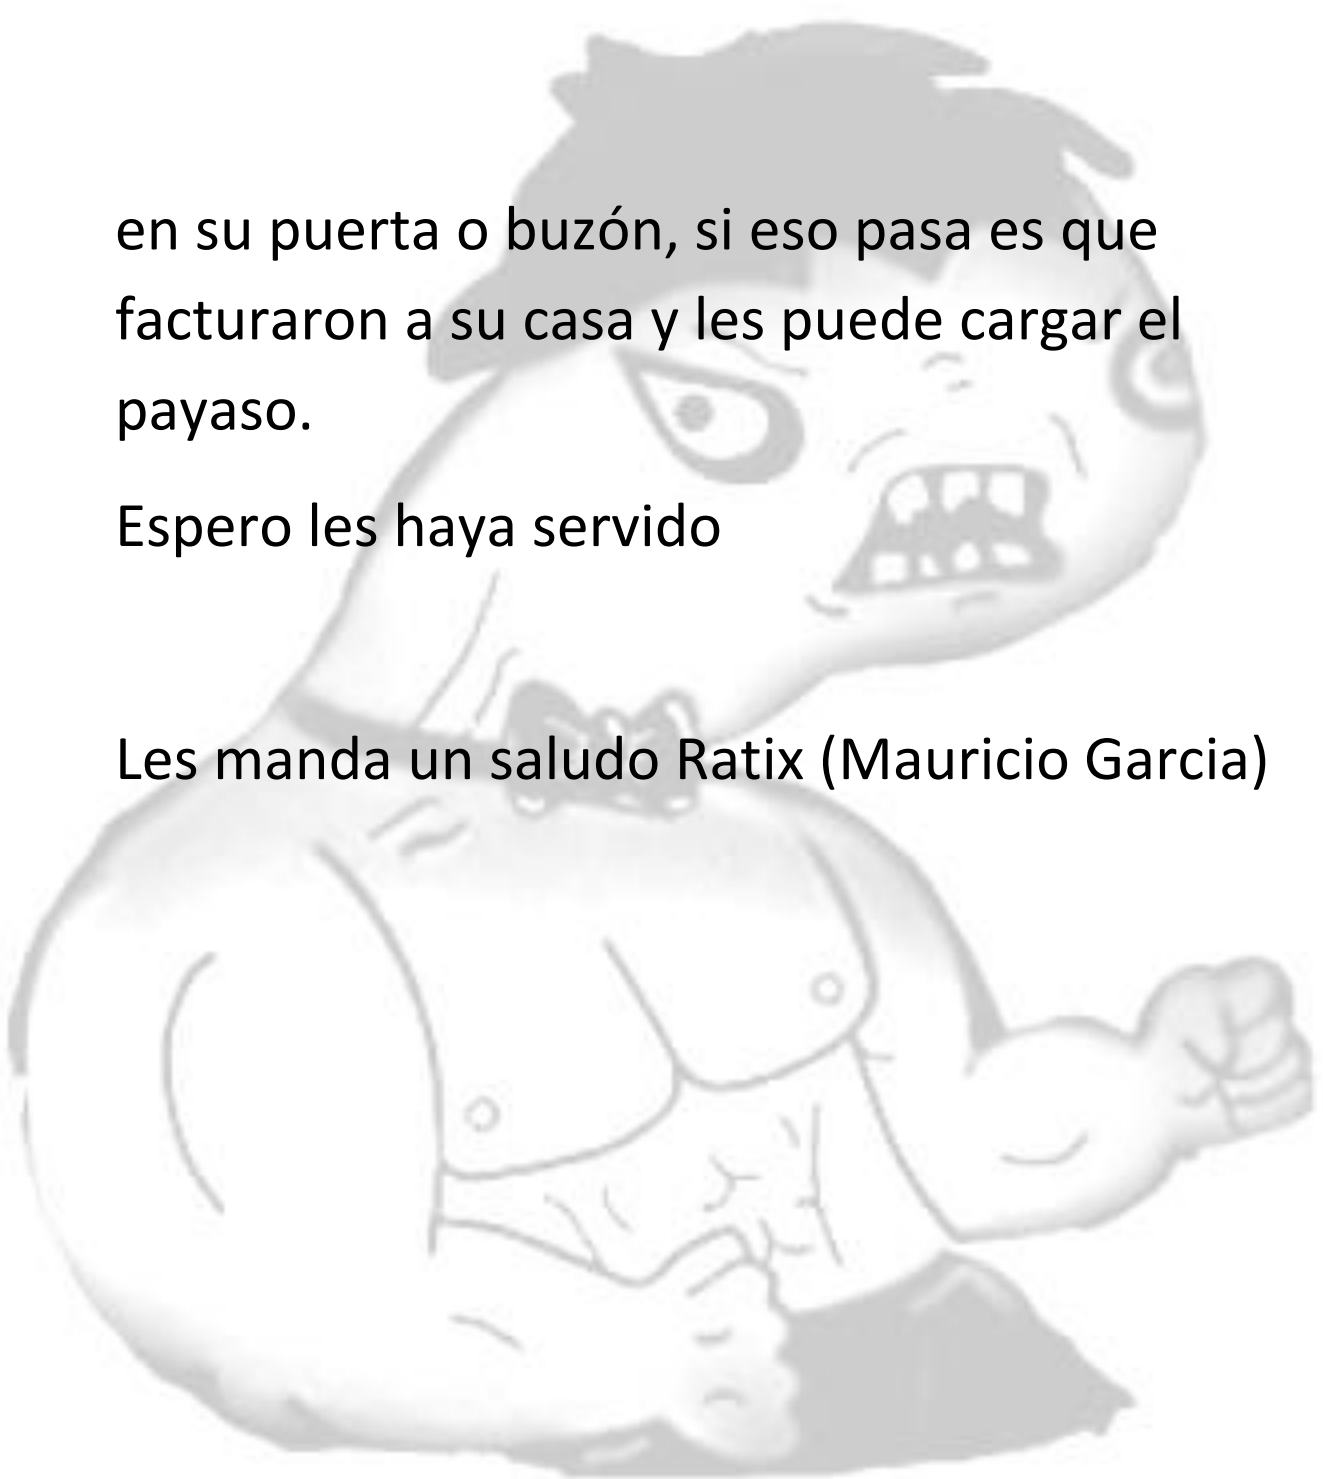 en su puerta o buzón, si eso pasa es que
facturaron a su casa y les puede cargar el
payaso.
Espero les haya servido
Les manda un saludo Ratix (Mauricio Garcia)